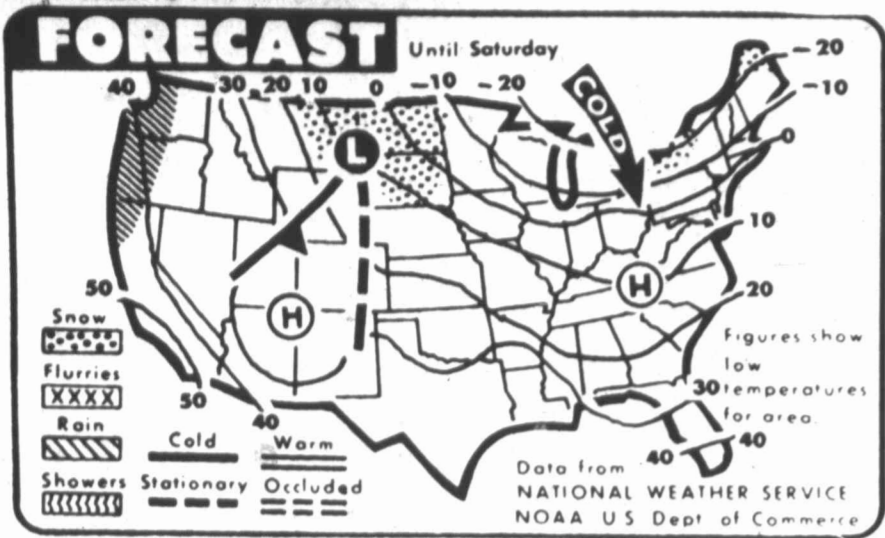 FORECAST
Until Saturday
40 30 20 10 0 -10 -20
COLD
-20
-10
0
10
20
30
40
40
L
H
H
50
50
40
Snow
Flurries
XXXX
Rain
Showers
Cold
Warm
Stationary
Occluded
Figures show
low
temperatures
for area
Data from
NATIONAL WEATHER SERVICE
NOAA US Dept of Commerce